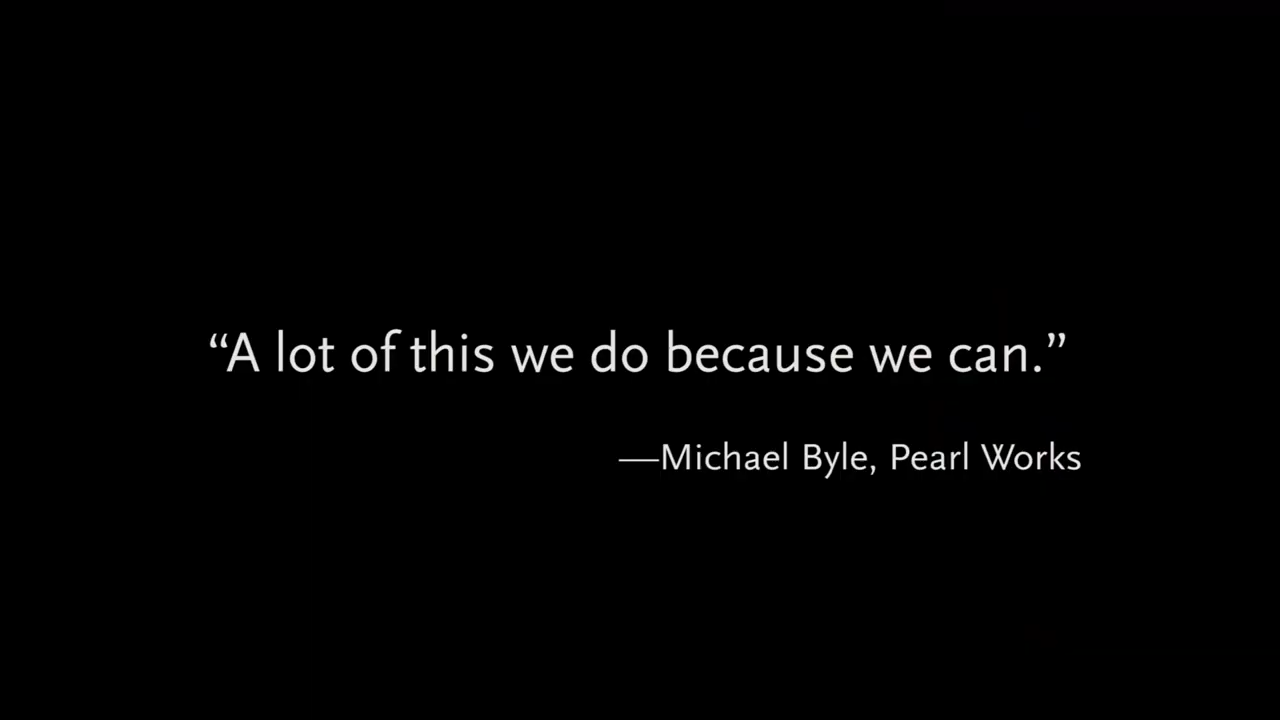 “A lot of this we do because we can.”
—Michael Byle, Pearl Works